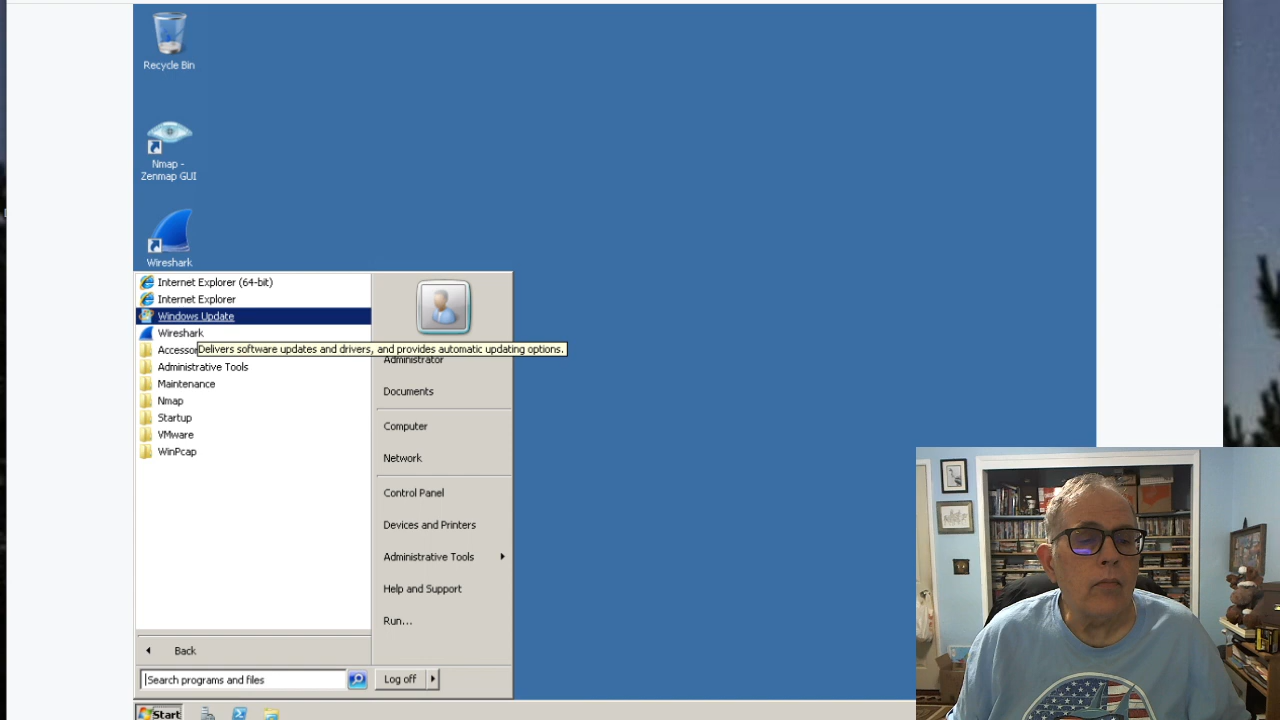 Recycle Bin
Nmap -
Zenmap GUI
Wireshark
Internet Explorer (64-bit)
Internet Explorer
Windows Update
Wireshark
Accessor
Delivers software updates and drivers, and provides automatic updating options.
Administrative Tools
Maintenance
Nmap
Startup
VMware
WinPcap
Back
Search programs and files
Administrator
Documents
Computer
Network
Control Panel
Devices and Printers
Administrative Tools
Help and Support
Run...
Log off
Start